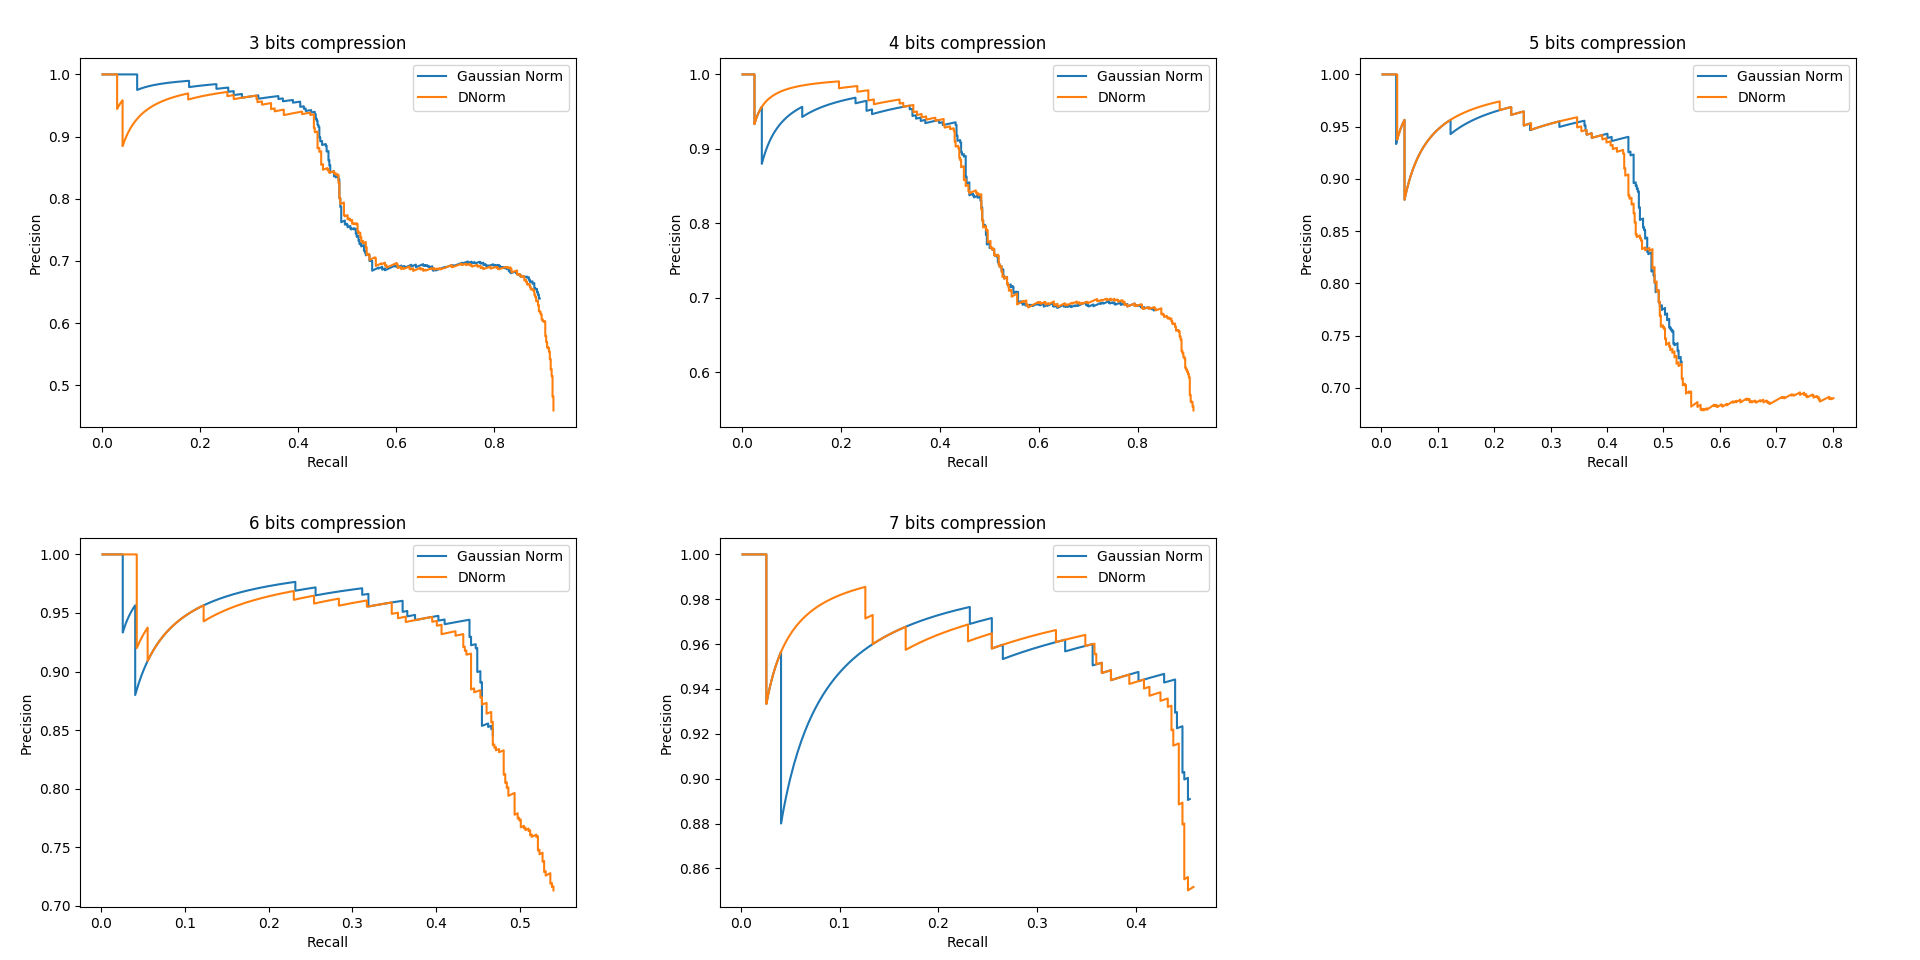 3 bits compression
1.0
0.9
0.8
0.7
0.6
0.5
Precision
Gaussian Norm
DNorm
0.0 0.2 0.4 0.6 0.8
Recall
4 bits compression
1.0
0.9
0.8
0.7
0.6
Precision
Gaussian Norm
DNorm
0.0 0.2 0.4 0.6 0.8
Recall
5 bits compression
1.00
0.95
0.90
0.85
0.80
0.75
0.70
Precision
Gaussian Norm
DNorm
0.0 0.1 0.2 0.3 0.4 0.5 0.6 0.7 0.8
Recall
6 bits compression
1.00
0.95
0.90
0.85
0.80
0.75
0.70
Precision
Gaussian Norm
DNorm
0.0 0.1 0.2 0.3 0.4 0.5
Recall
7 bits compression
1.00
0.98
0.96
0.94
0.92
0.90
0.88
0.86
Precision
Gaussian Norm
DNorm
0.0 0.1 0.2 0.3 0.4
Recall